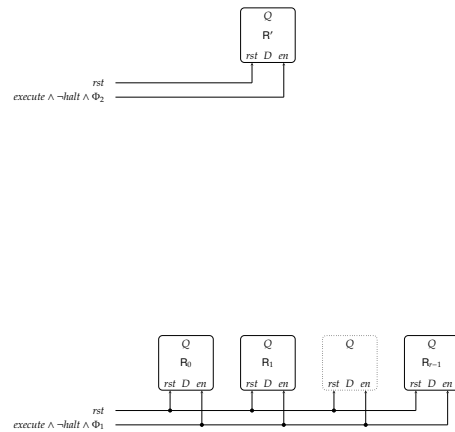 Q
R′
rst D en
rst
execute ∧ ¬halt ∧ Φ₂
Q Q Q Q
R₀ R₁ Rᵣ₋₁
rst D en rst D en rst D en rst D en
rst
execute ∧ ¬halt ∧ Φ₁